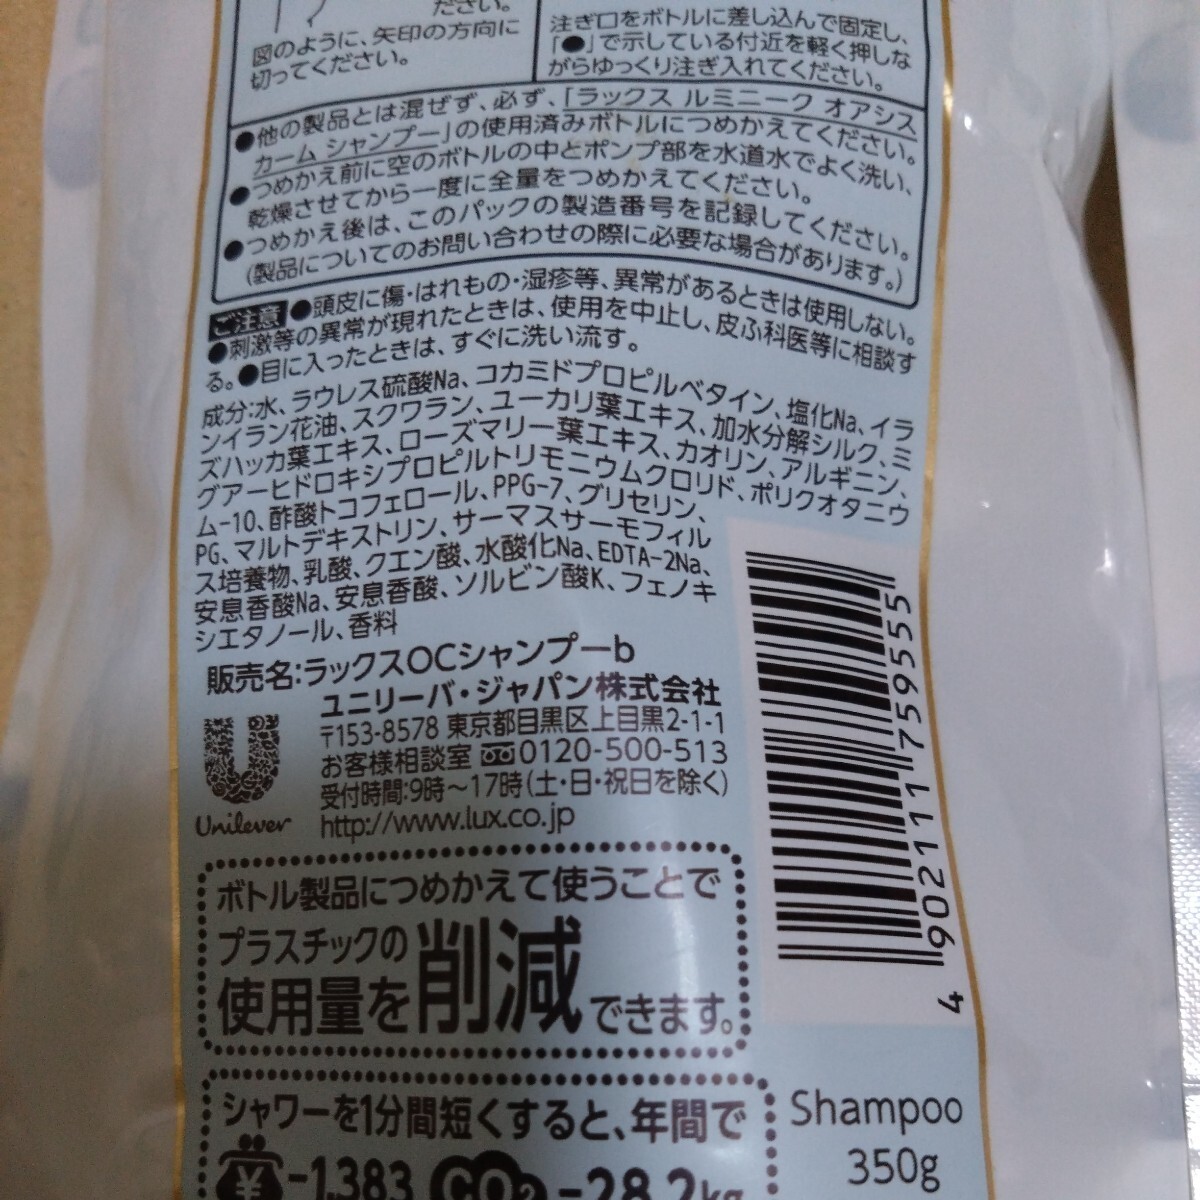 ださい。
図のように、矢印の方向に
切ってください。
注ぎ口をボトルに差し込んで固定し、
「●」で示している付近を軽く押しな
がらゆっくり注ぎ入れてください。
●他の製品とは混ぜず、必ず、「ラックス ルミニーク オアシス
カーム シャンプー」の使用済みボトルにつめかえてください。
●つめかえ前に空のボトルの中とポンプ部を水道水でよく洗い、
乾燥させてから一度に全量をつめかえてください。
●つめかえ後は、このパックの製造番号を記録してください。
(製品についてのお問い合わせの際に必要な場合があります。)
ご注意 ●頭皮に傷・はれもの・湿疹等、異常があるときは使用しない。
●刺激等の異常が現れたときは、使用を中止し、皮ふ科医等に相談す
る。●目に入ったときは、すぐに洗い流す。
成分:水、ラウレス硫酸Na、コカミドプロピルベタイン、塩化Na、イラ
ンイラン花油、スクワラン、ユーカリ葉エキス、加水分解シルク、ミ
ズハッカ葉エキス、ローズマリー葉エキス、カオリン、アルギニン、
グアーヒドロキシプロピルトリモニウムクロリド、ポリクオタニウ
ム-10、酢酸トコフェロール、PPG-7、グリセリン、
PG、マルトデキストリン、サーマスサーモフィル
ス培養物、乳酸、クエン酸、水酸化Na、EDTA-2Na、
安息香酸Na、安息香酸、ソルビン酸K、フェノキ
シエタノール、香料
販売名:ラックスOCシャンプーb
ユニリーバ・ジャパン株式会社
〒153-8578 東京都目黒区上目黒2-1-1
お客様相談室 0120-500-513
受付時間:9時～17時(土・日・祝日を除く)
http://www.lux.co.jp
Unilever
4 902111 759555
ボトル製品につめかえて使うことで
プラスチックの
使用量を削減できます。
シャワーを1分間短くすると、年間で
¥ -1,383 CO2 -28.2kg
Shampoo
350g